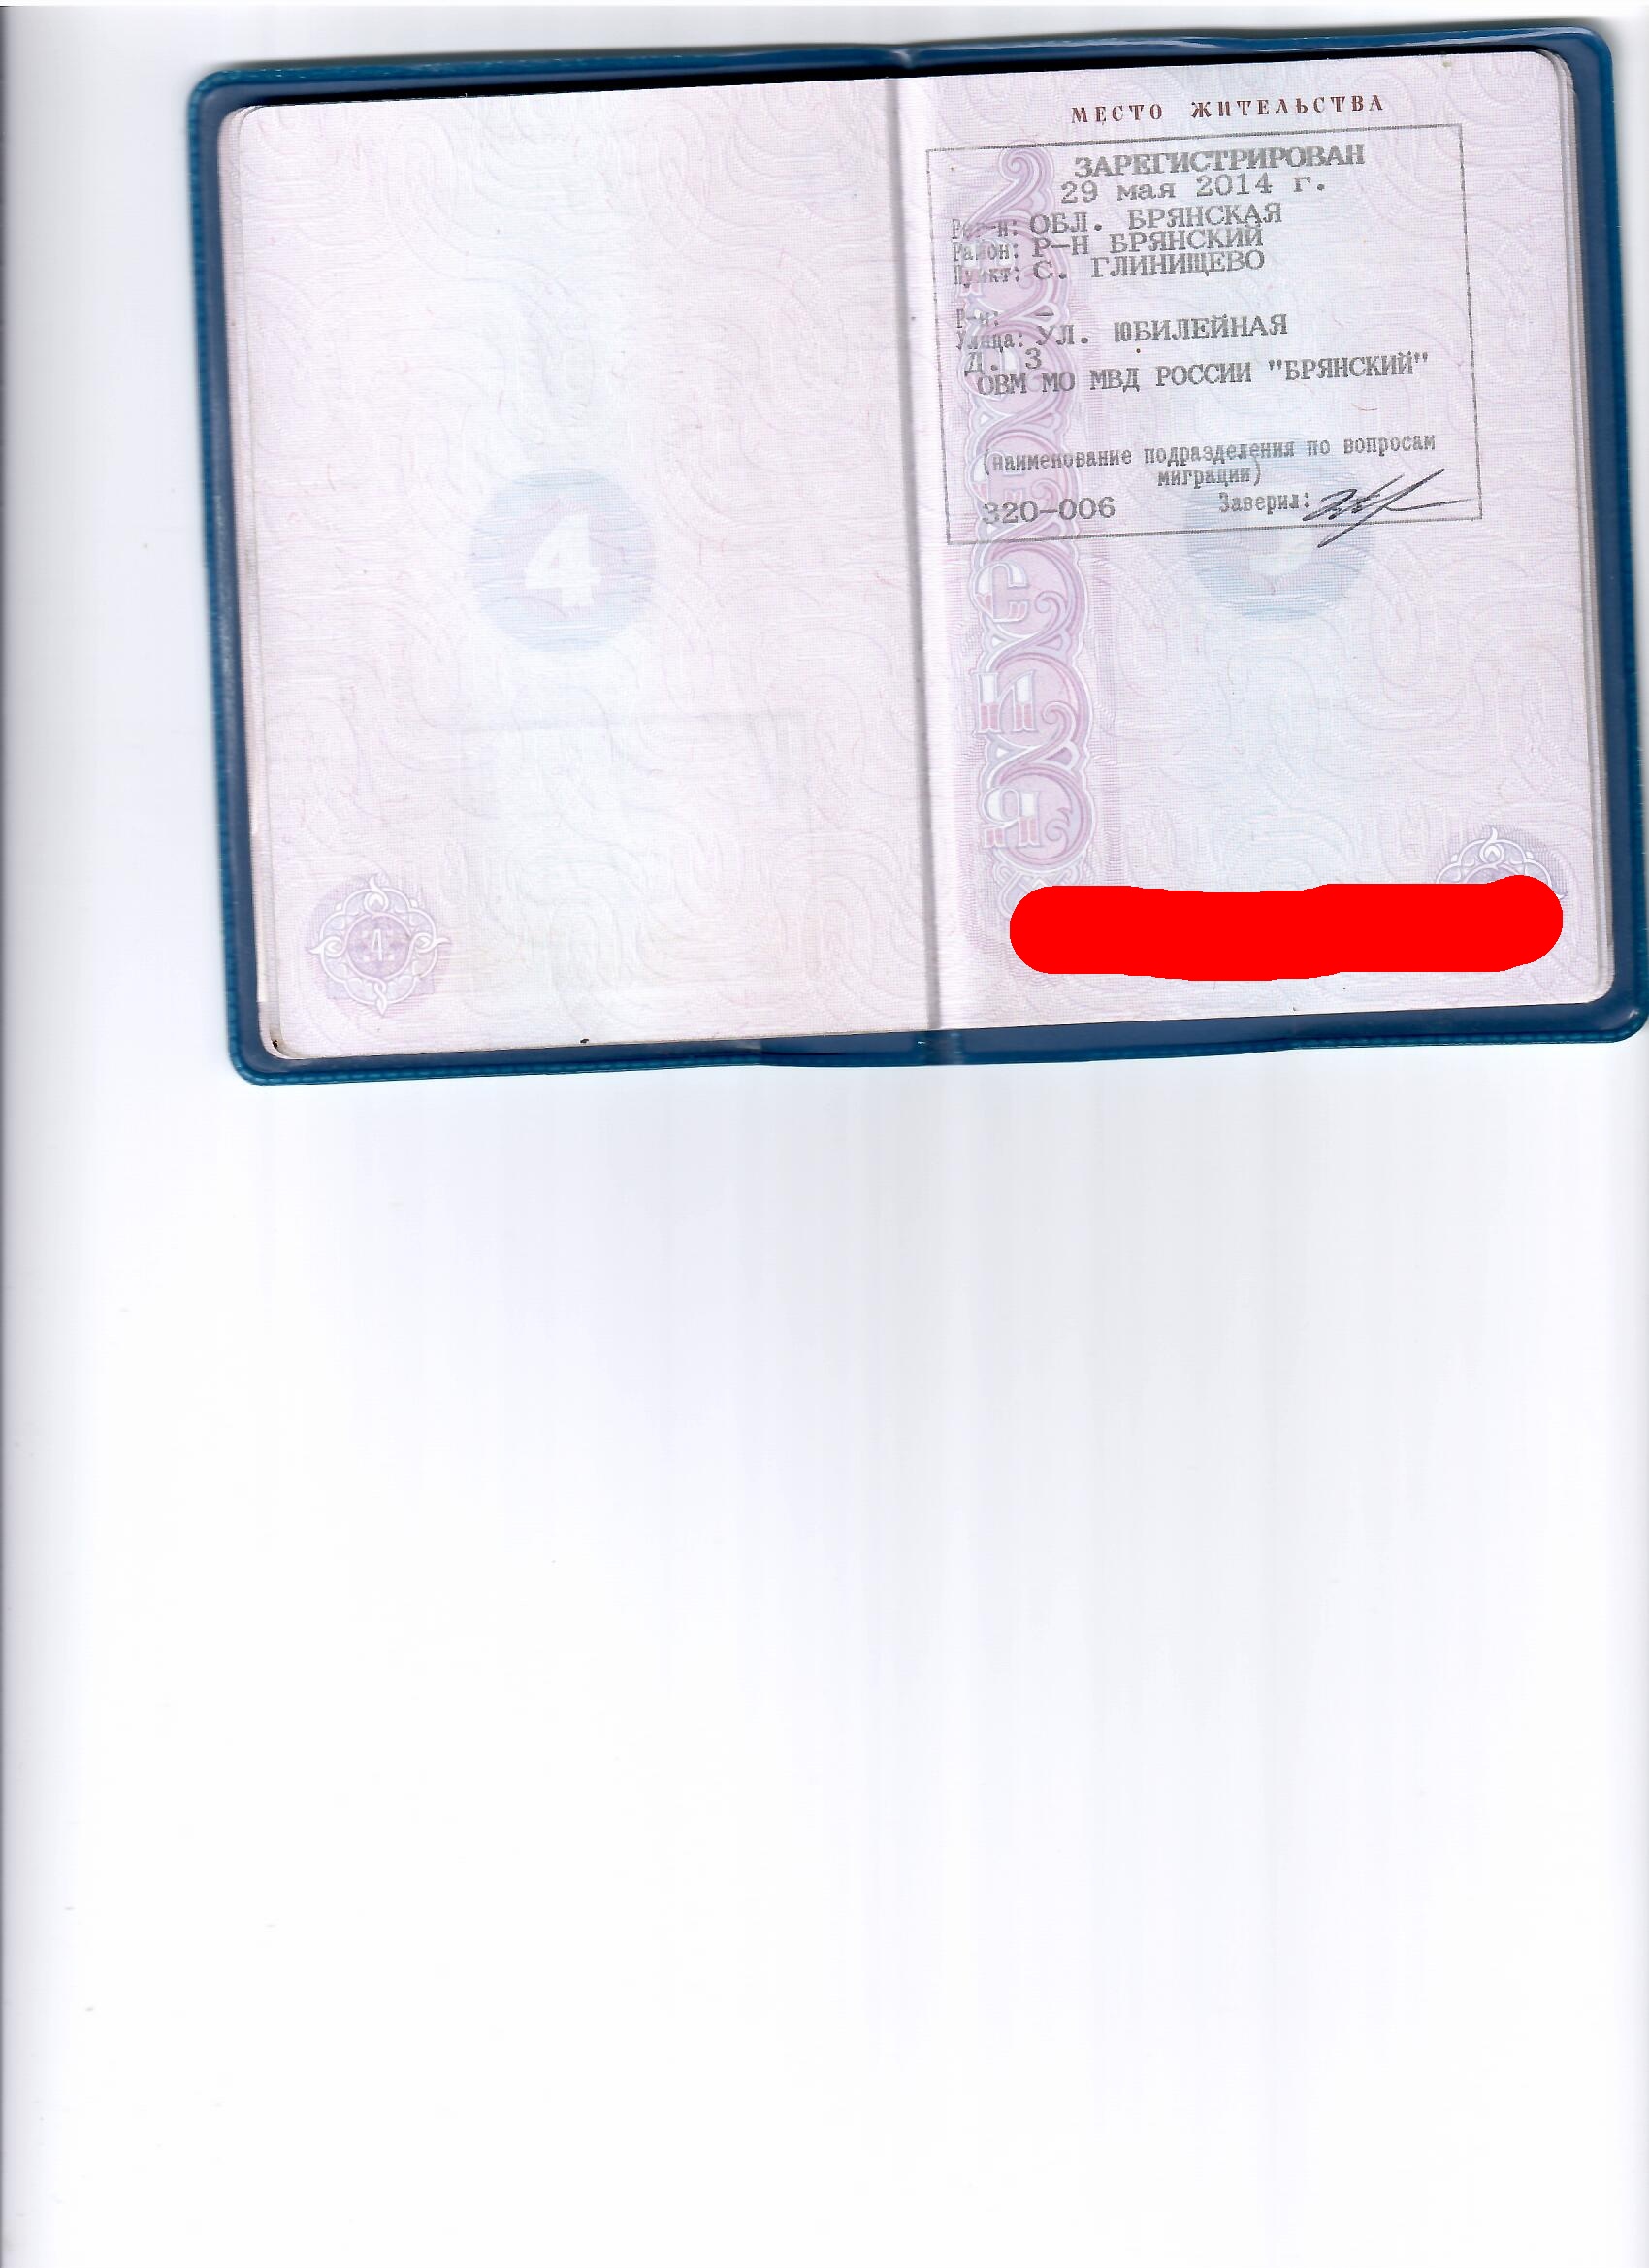 МЕСТО ЖИТЕЛЬСТВА
ЗАРЕГИСТРИРОВАН
29 мая 2014 г.
Рег-н: ОБЛ. БРЯНСКАЯ
Район: Р-Н БРЯНСКИЙ
Пункт: С. ГЛИНИЩЕВО
Р-н: -
Улица: УЛ. ЮБИЛЕЙНАЯ
Д. 3
ОВМ МО МВД РОССИИ "БРЯНСКИЙ"
(наименование подразделения по вопросам
миграции)
320-006 Заверил:
4
4